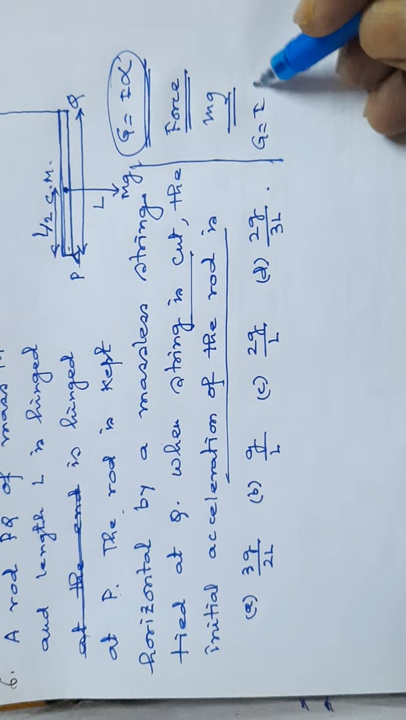 6. A rod PQ of mass M
and length L is hinged
at the end is hinged
at P. The rod is kept
horizontal by a massless string
tied at Q. When string is cut, the
initial acceleration of the rod is
(a) 3g/2L (b) g/L (c) 2g/L (d) 2g/3L .
L/2 C.M.
P Q
L
mg
G = Iα
Force
mg
G = I